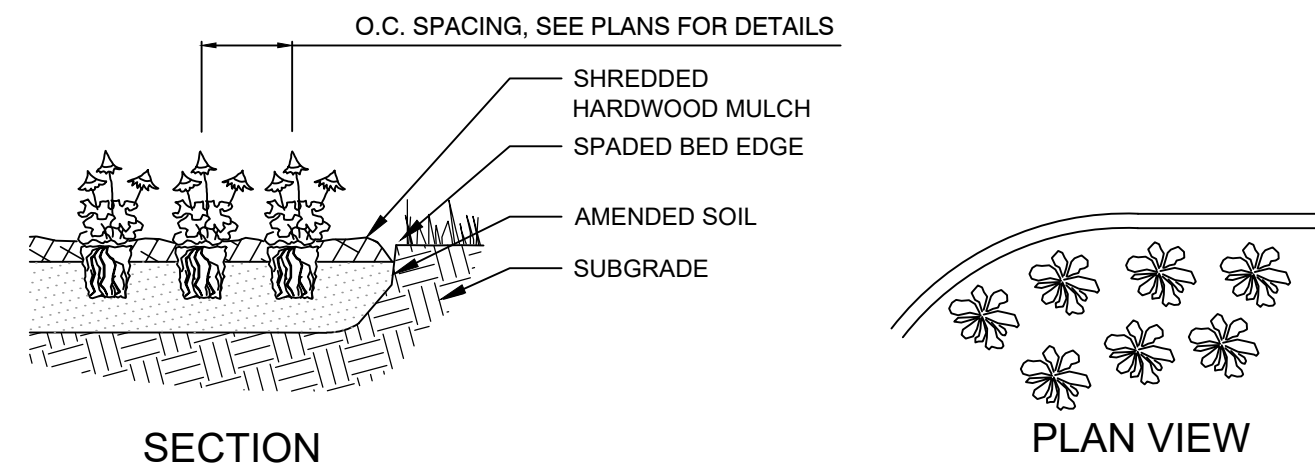 O.C. SPACING, SEE PLANS FOR DETAILS
SHREDDED
HARDWOOD MULCH
SPADED BED EDGE
AMENDED SOIL
SUBGRADE
SECTION
PLAN VIEW